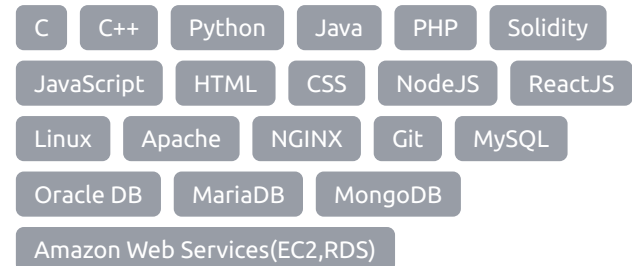 C C++ Python Java PHP Solidity
JavaScript HTML CSS NodeJS ReactJS
Linux Apache NGINX Git MySQL
Oracle DB MariaDB MongoDB
Amazon Web Services(EC2,RDS)